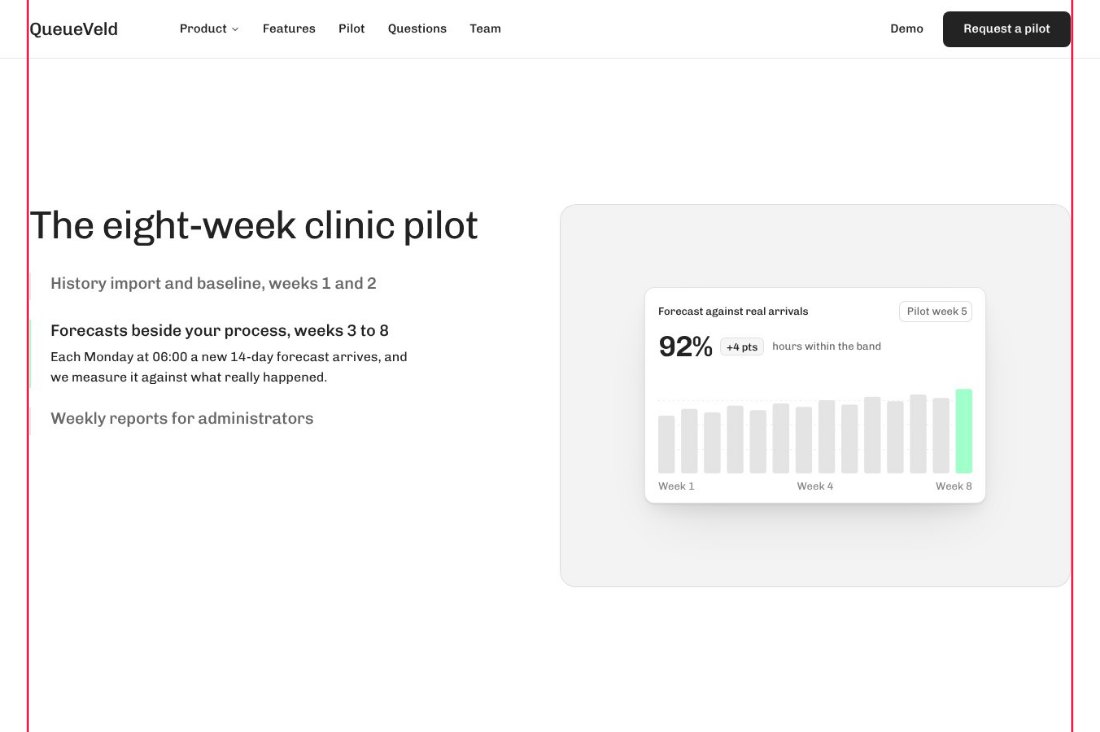 QueueVeld
Product
Features
Pilot
Questions
Team
Demo
Request a pilot
The eight-week clinic pilot
History import and baseline, weeks 1 and 2
Forecasts beside your process, weeks 3 to 8
Each Monday at 06:00 a new 14-day forecast arrives, and
we measure it against what really happened.
Weekly reports for administrators
Forecast against real arrivals
Pilot week 5
92%
+4 pts
hours within the band
Week 1
Week 4
Week 8